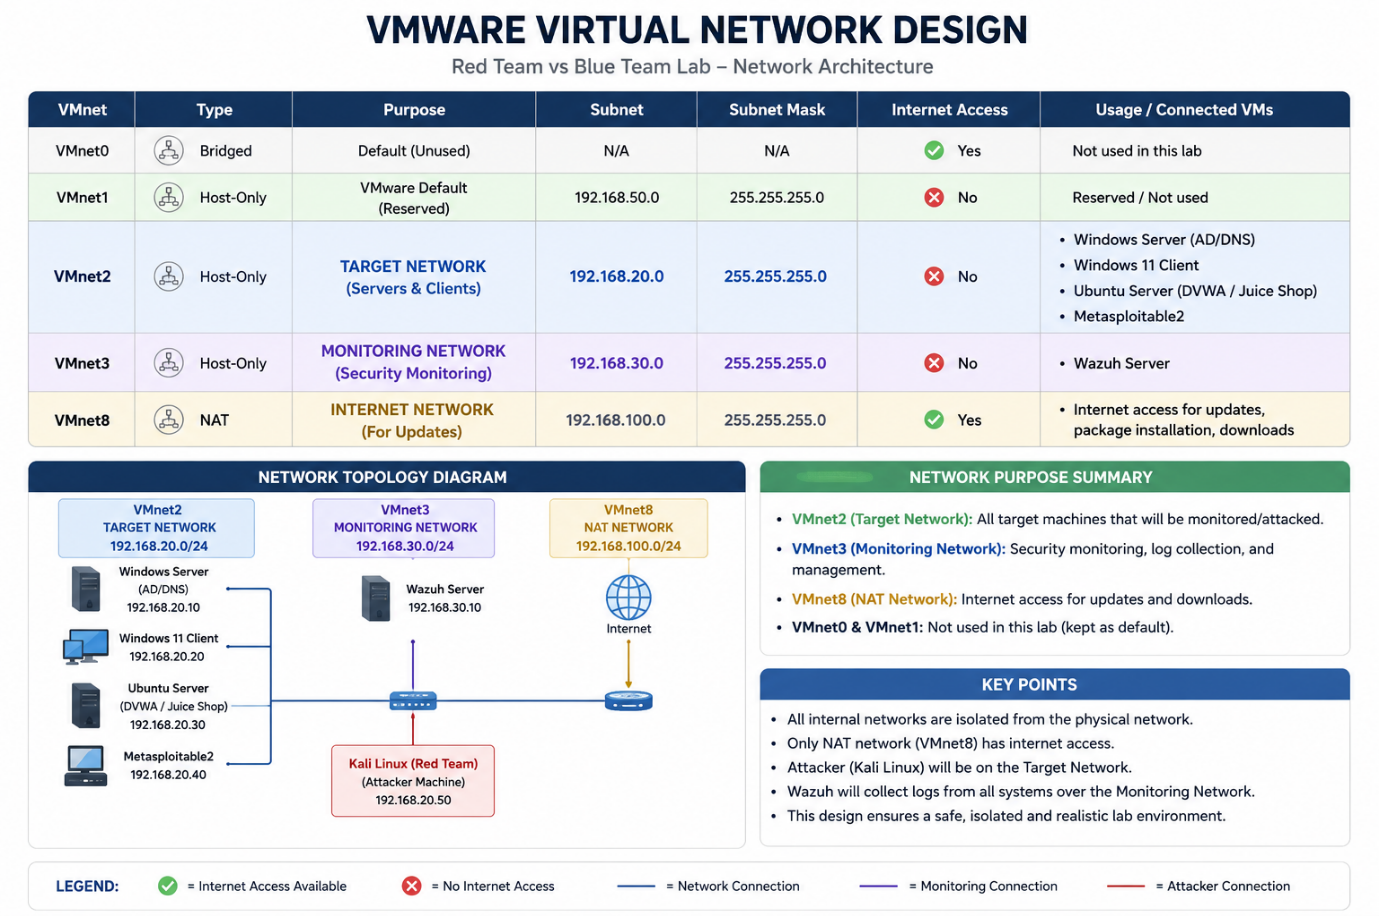 VMWARE VIRTUAL NETWORK DESIGN
Red Team vs Blue Team Lab – Network Architecture
VMnet Type Purpose Subnet Subnet Mask Internet Access Usage / Connected VMs
VMnet0 Bridged Default (Unused) N/A N/A Yes Not used in this lab
VMnet1 Host-Only VMware Default (Reserved) 192.168.50.0 255.255.255.0 No Reserved / Not used
VMnet2 Host-Only TARGET NETWORK (Servers & Clients) 192.168.20.0 255.255.255.0 No
• Windows Server (AD/DNS)
• Windows 11 Client
• Ubuntu Server (DVWA / Juice Shop)
• Metasploitable2
VMnet3 Host-Only MONITORING NETWORK (Security Monitoring) 192.168.30.0 255.255.255.0 No • Wazuh Server
VMnet8 NAT INTERNET NETWORK (For Updates) 192.168.100.0 255.255.255.0 Yes
• Internet access for updates,
package installation, downloads
NETWORK TOPOLOGY DIAGRAM
VMnet2
TARGET NETWORK
192.168.20.0/24
VMnet3
MONITORING NETWORK
192.168.30.0/24
VMnet8
NAT NETWORK
192.168.100.0/24
Windows Server
(AD/DNS)
192.168.20.10
Windows 11 Client
192.168.20.20
Ubuntu Server
(DVWA / Juice Shop)
192.168.20.30
Metasploitable2
192.168.20.40
Wazuh Server
192.168.30.10
Internet
Kali Linux (Red Team)
(Attacker Machine)
192.168.20.50
NETWORK PURPOSE SUMMARY
• VMnet2 (Target Network): All target machines that will be monitored/attacked.
• VMnet3 (Monitoring Network): Security monitoring, log collection, and
management.
• VMnet8 (NAT Network): Internet access for updates and downloads.
• VMnet0 & VMnet1: Not used in this lab (kept as default).
KEY POINTS
• All internal networks are isolated from the physical network.
• Only NAT network (VMnet8) has internet access.
• Attacker (Kali Linux) will be on the Target Network.
• Wazuh will collect logs from all systems over the Monitoring Network.
• This design ensures a safe, isolated and realistic lab environment.
LEGEND: = Internet Access Available = No Internet Access = Network Connection = Monitoring Connection = Attacker Connection